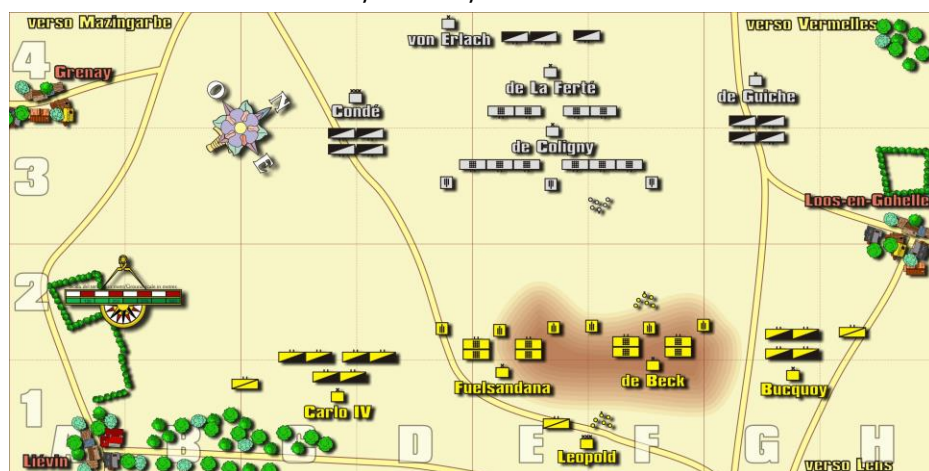 verso Mazingarbe
von Erlach
verso Vermelles
4
Grenay
de La Ferté
de Guiche
O
N
E
Condé
de Coligny
3
Loos-en-Gohelle
2
1
Fuelsandana
de Beck
Bucquoy
Carlo IV
A
B
C
D
E
F
G
H
Liévin
Leopold
verso Lens